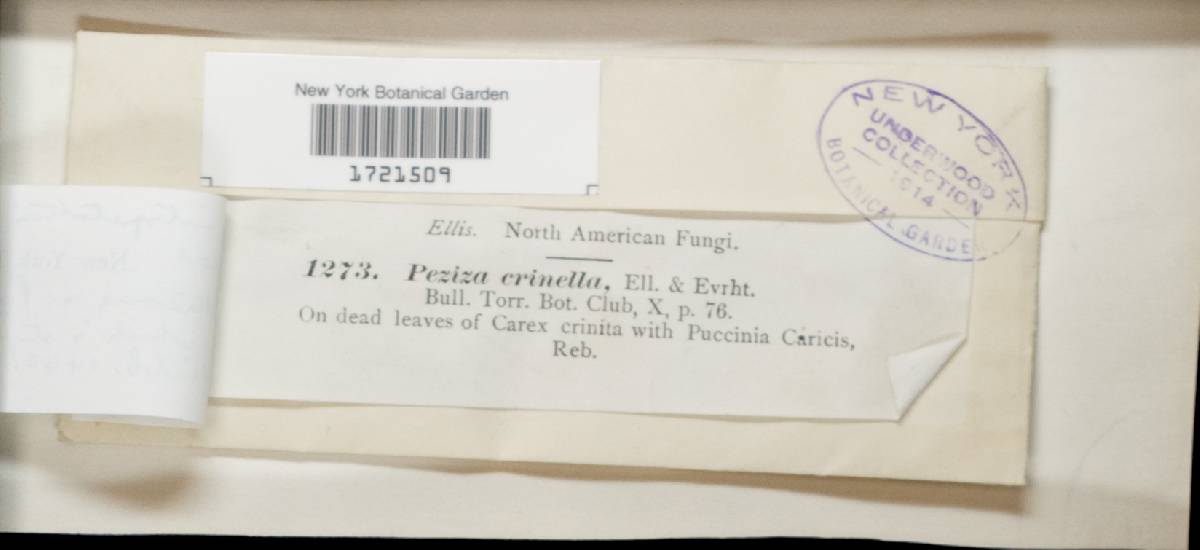 New York Botanical Garden
1721509
NEW YORK
UNDERWOOD
COLLECTION
— 1914 —
BOTANICAL GARDEN
Ellis. North American Fungi.
1273. Peziza crinella, Ell. & Evrht.
Bull. Torr. Bot. Club, X, p. 76.
On dead leaves of Carex crinita with Puccinia Caricis,
Reb.